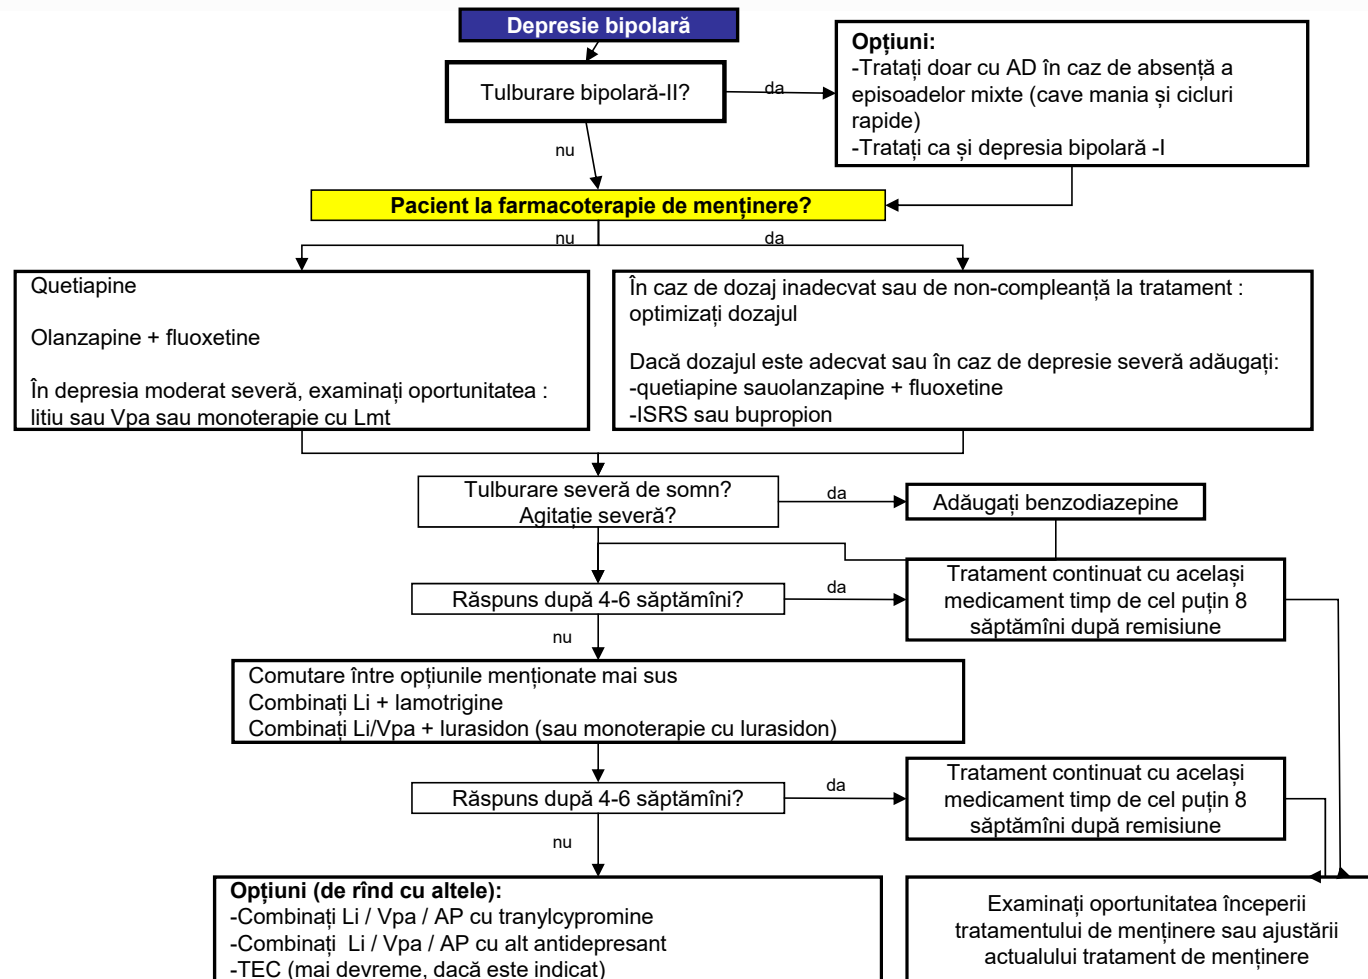 Depresie bipolară
Tulburare bipolară-II?
da
Opțiuni:
-Tratați doar cu AD în caz de absență a
episoadelor mixte (cave mania și cicluri
rapide)
-Tratați ca și depresia bipolară -I
nu
Pacient la farmacoterapie de menținere?
nu
da
Quetiapine
Olanzapine + fluoxetine
În depresia moderat severă, examinați oportunitatea :
litiu sau Vpa sau monoterapie cu Lmt
În caz de dozaj inadecvat sau de non-compleanță la tratament :
optimizați dozajul
Dacă dozajul este adecvat sau în caz de depresie severă adăugați:
-quetiapine sauolanzapine + fluoxetine
-ISRS sau bupropion
Tulburare severă de somn?
Agitație severă?
da
Adăugați benzodiazepine
Răspuns după 4-6 săptămîni?
da
Tratament continuat cu același
medicament timp de cel puțin 8
săptămîni după remisiune
nu
Comutare între opțiunile menționate mai sus
Combinați Li + lamotrigine
Combinați Li/Vpa + lurasidon (sau monoterapie cu lurasidon)
Răspuns după 4-6 săptămîni?
da
Tratament continuat cu același
medicament timp de cel puțin 8
săptămîni după remisiune
nu
Opțiuni (de rînd cu altele):
-Combinați Li / Vpa / AP cu tranylcypromine
-Combinați  Li / Vpa / AP cu alt antidepresant
-TEC (mai devreme, dacă este indicat)
Examinați oportunitatea începerii
tratamentului de menținere sau ajustării
actualului tratament de menținere